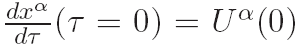 \frac{dx^{\alpha}}{d\tau}(\tau = 0) = U^{\alpha}(0)